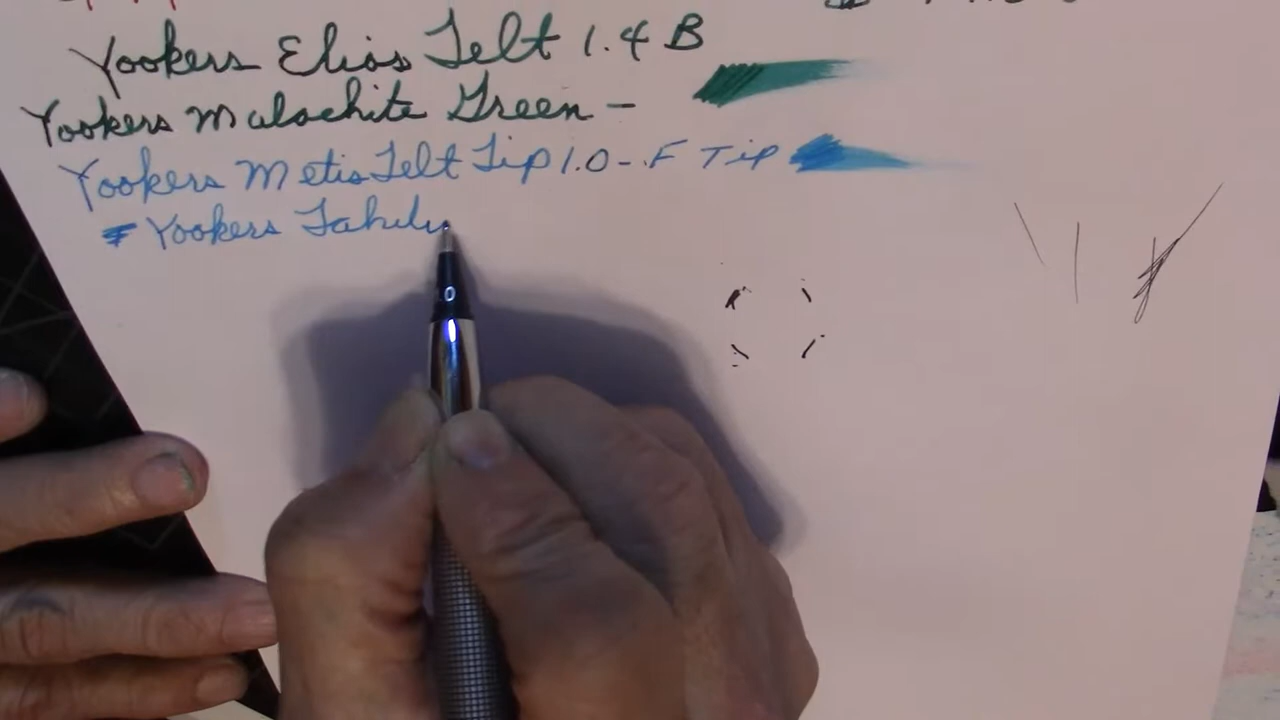 Yookers Elios Felt 1.4 B
Yookers Malachite Green –
Yookers Metis Felt Tip 1.0 - F Tip
Yookers